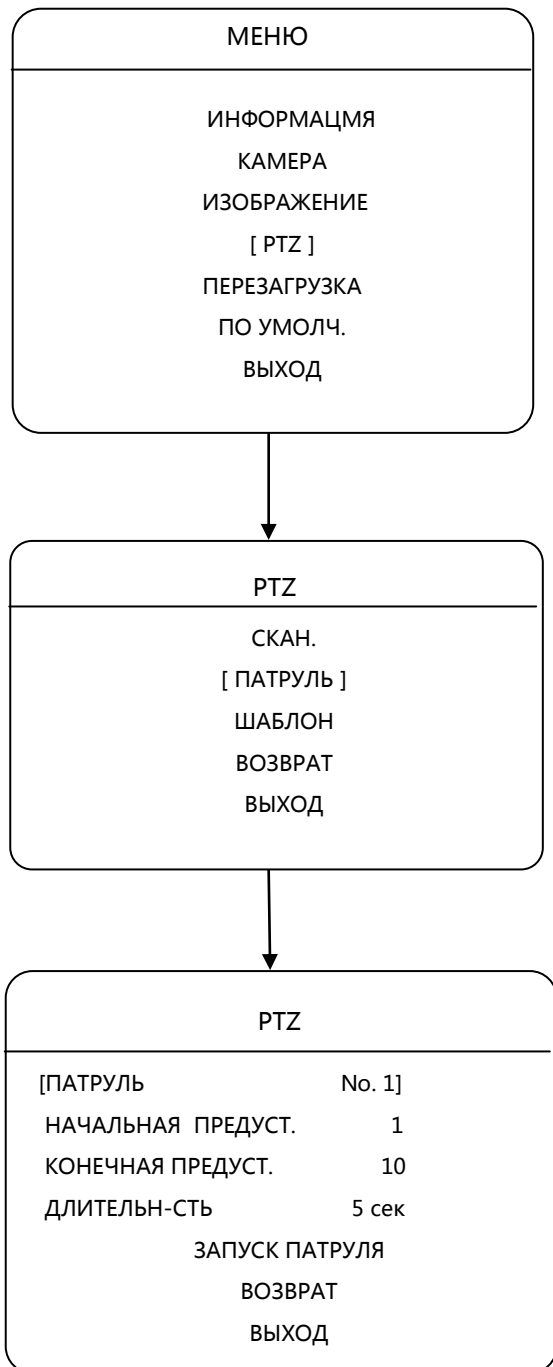 МЕНЮ
ИНФОРМАЦМЯ
КАМЕРА
ИЗОБРАЖЕНИЕ
[ PTZ ]
ПЕРЕЗАГРУЗКА
ПО УМОЛЧ.
ВЫХОД
PTZ
СКАН.
[ ПАТРУЛЬ ]
ШАБЛОН
ВОЗВРАТ
ВЫХОД
PTZ
[ПАТРУЛЬ No. 1]
НАЧАЛЬНАЯ ПРЕДУСТ. 1
КОНЕЧНАЯ ПРЕДУСТ. 10
ДЛИТЕЛЬН-СТЬ 5 сек
ЗАПУСК ПАТРУЛЯ
ВОЗВРАТ
ВЫХОД